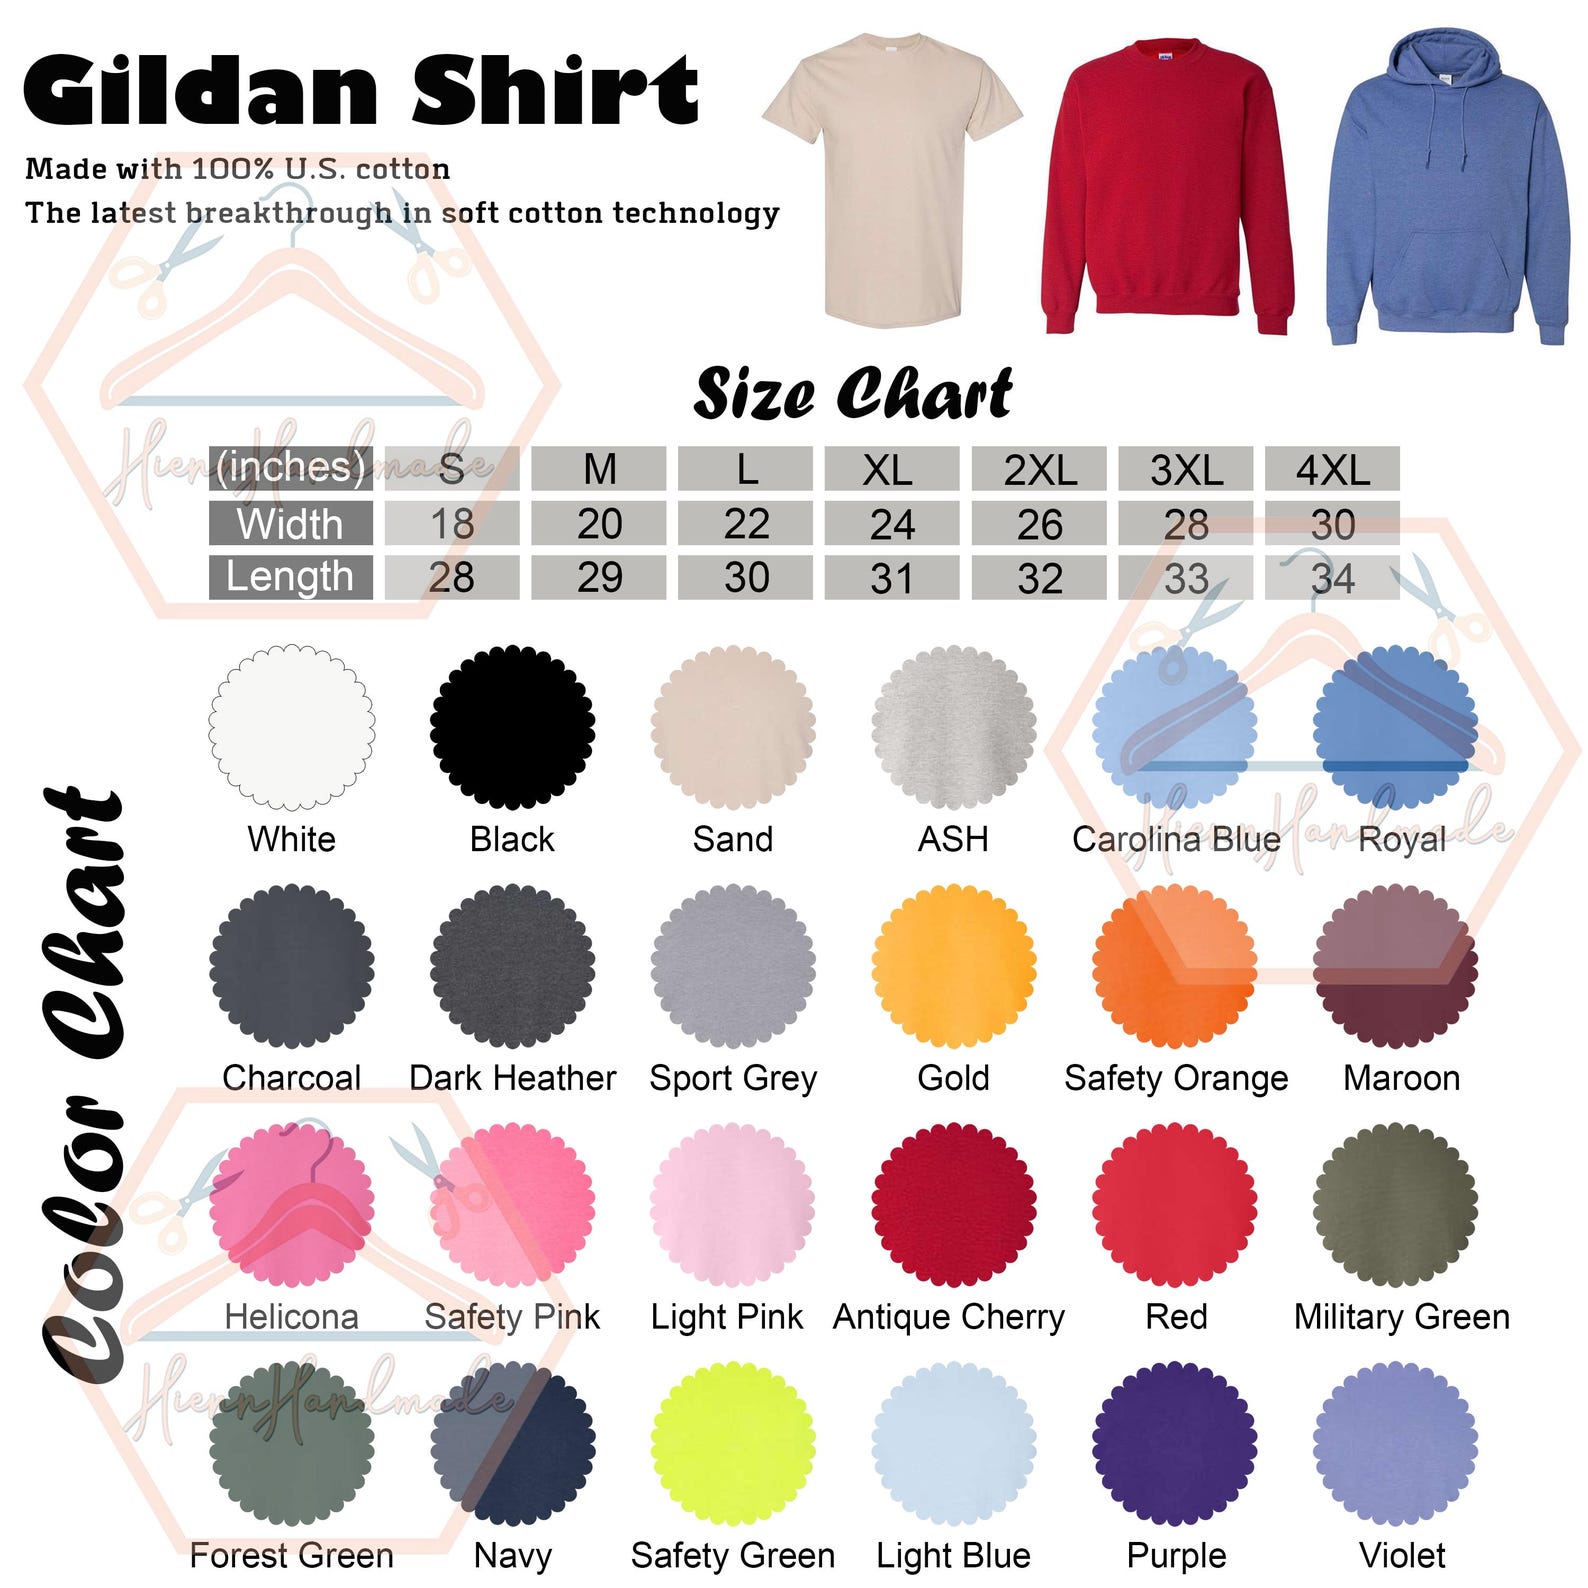 Gildan Shirt
Made with 100% U.S. cotton
The latest breakthrough in soft cotton technology
Size Chart
(inches) S M L XL 2XL 3XL 4XL
Width 18 20 22 24 26 28 30
Length 28 29 30 31 32 33 34
HiennHandmade
Color Chart
White Black Sand ASH Carolina Blue Royal
HiennHandmade
Charcoal Dark Heather Sport Grey Gold Safety Orange Maroon
Helicona Safety Pink Light Pink Antique Cherry Red Military Green
HiennHandmade
Forest Green Navy Safety Green Light Blue Purple Violet